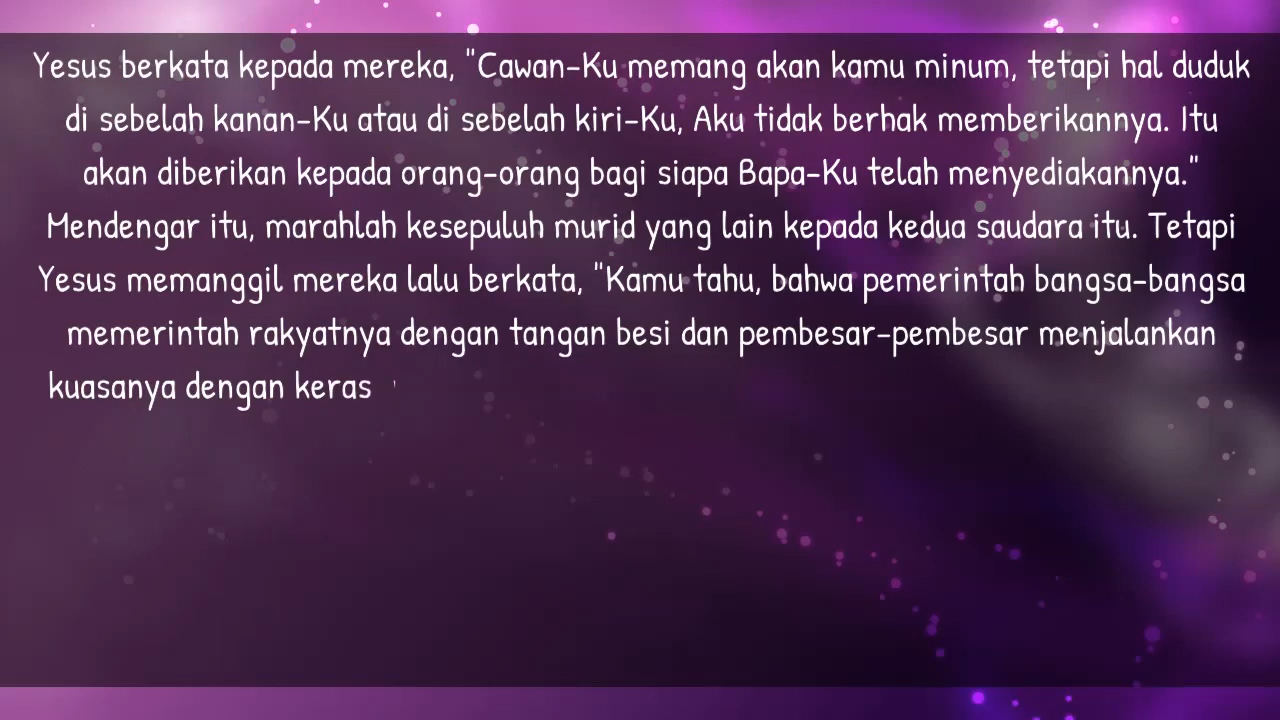 Yesus berkata kepada mereka, "Cawan-Ku memang akan kamu minum, tetapi hal duduk
di sebelah kanan-Ku atau di sebelah kiri-Ku, Aku tidak berhak memberikannya. Itu
akan diberikan kepada orang-orang bagi siapa Bapa-Ku telah menyediakannya."
Mendengar itu, marahlah kesepuluh murid yang lain kepada kedua saudara itu. Tetapi
Yesus memanggil mereka lalu berkata, "Kamu tahu, bahwa pemerintah bangsa-bangsa
memerintah rakyatnya dengan tangan besi dan pembesar-pembesar menjalankan
kuasanya dengan keras